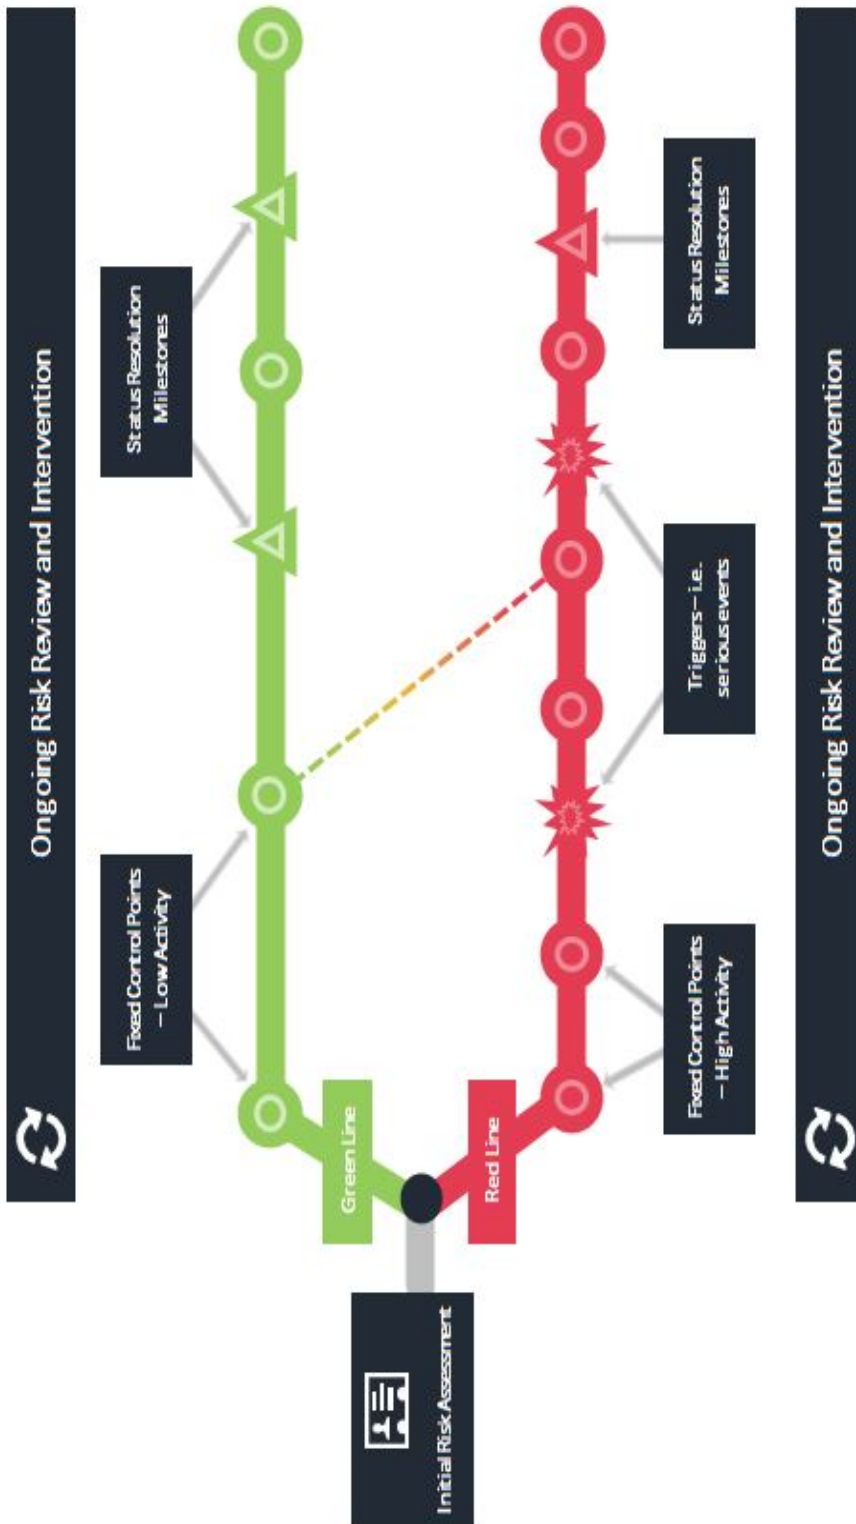 Ongoing Risk Review and Intervention
Fixed Control Points
– Low Activity
Status Resolution
Milestones
Green Line
Initial Risk Assessment
Red Line
Fixed Control Points
– High Activity
Triggers – i.e.
serious events
Status Resolution
Milestones
Ongoing Risk Review and Intervention